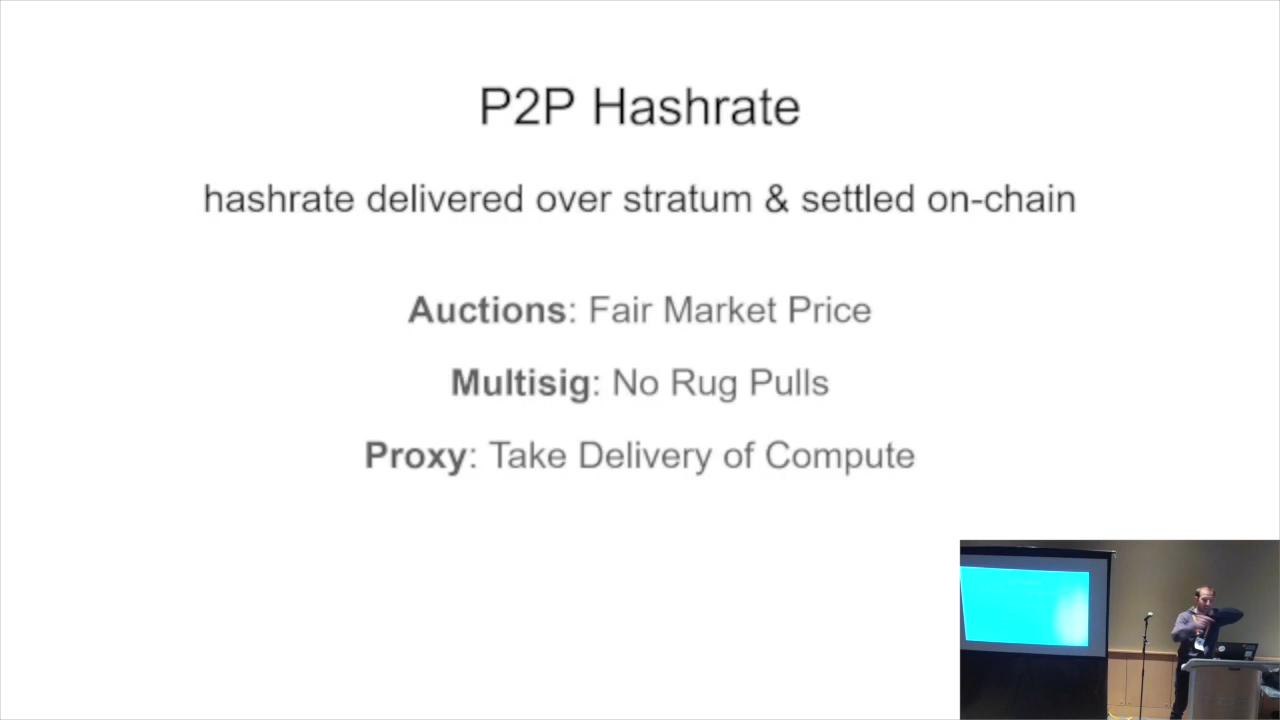 P2P Hashrate
hashrate delivered over stratum & settled on-chain
Auctions: Fair Market Price
Multisig: No Rug Pulls
Proxy: Take Delivery of Compute